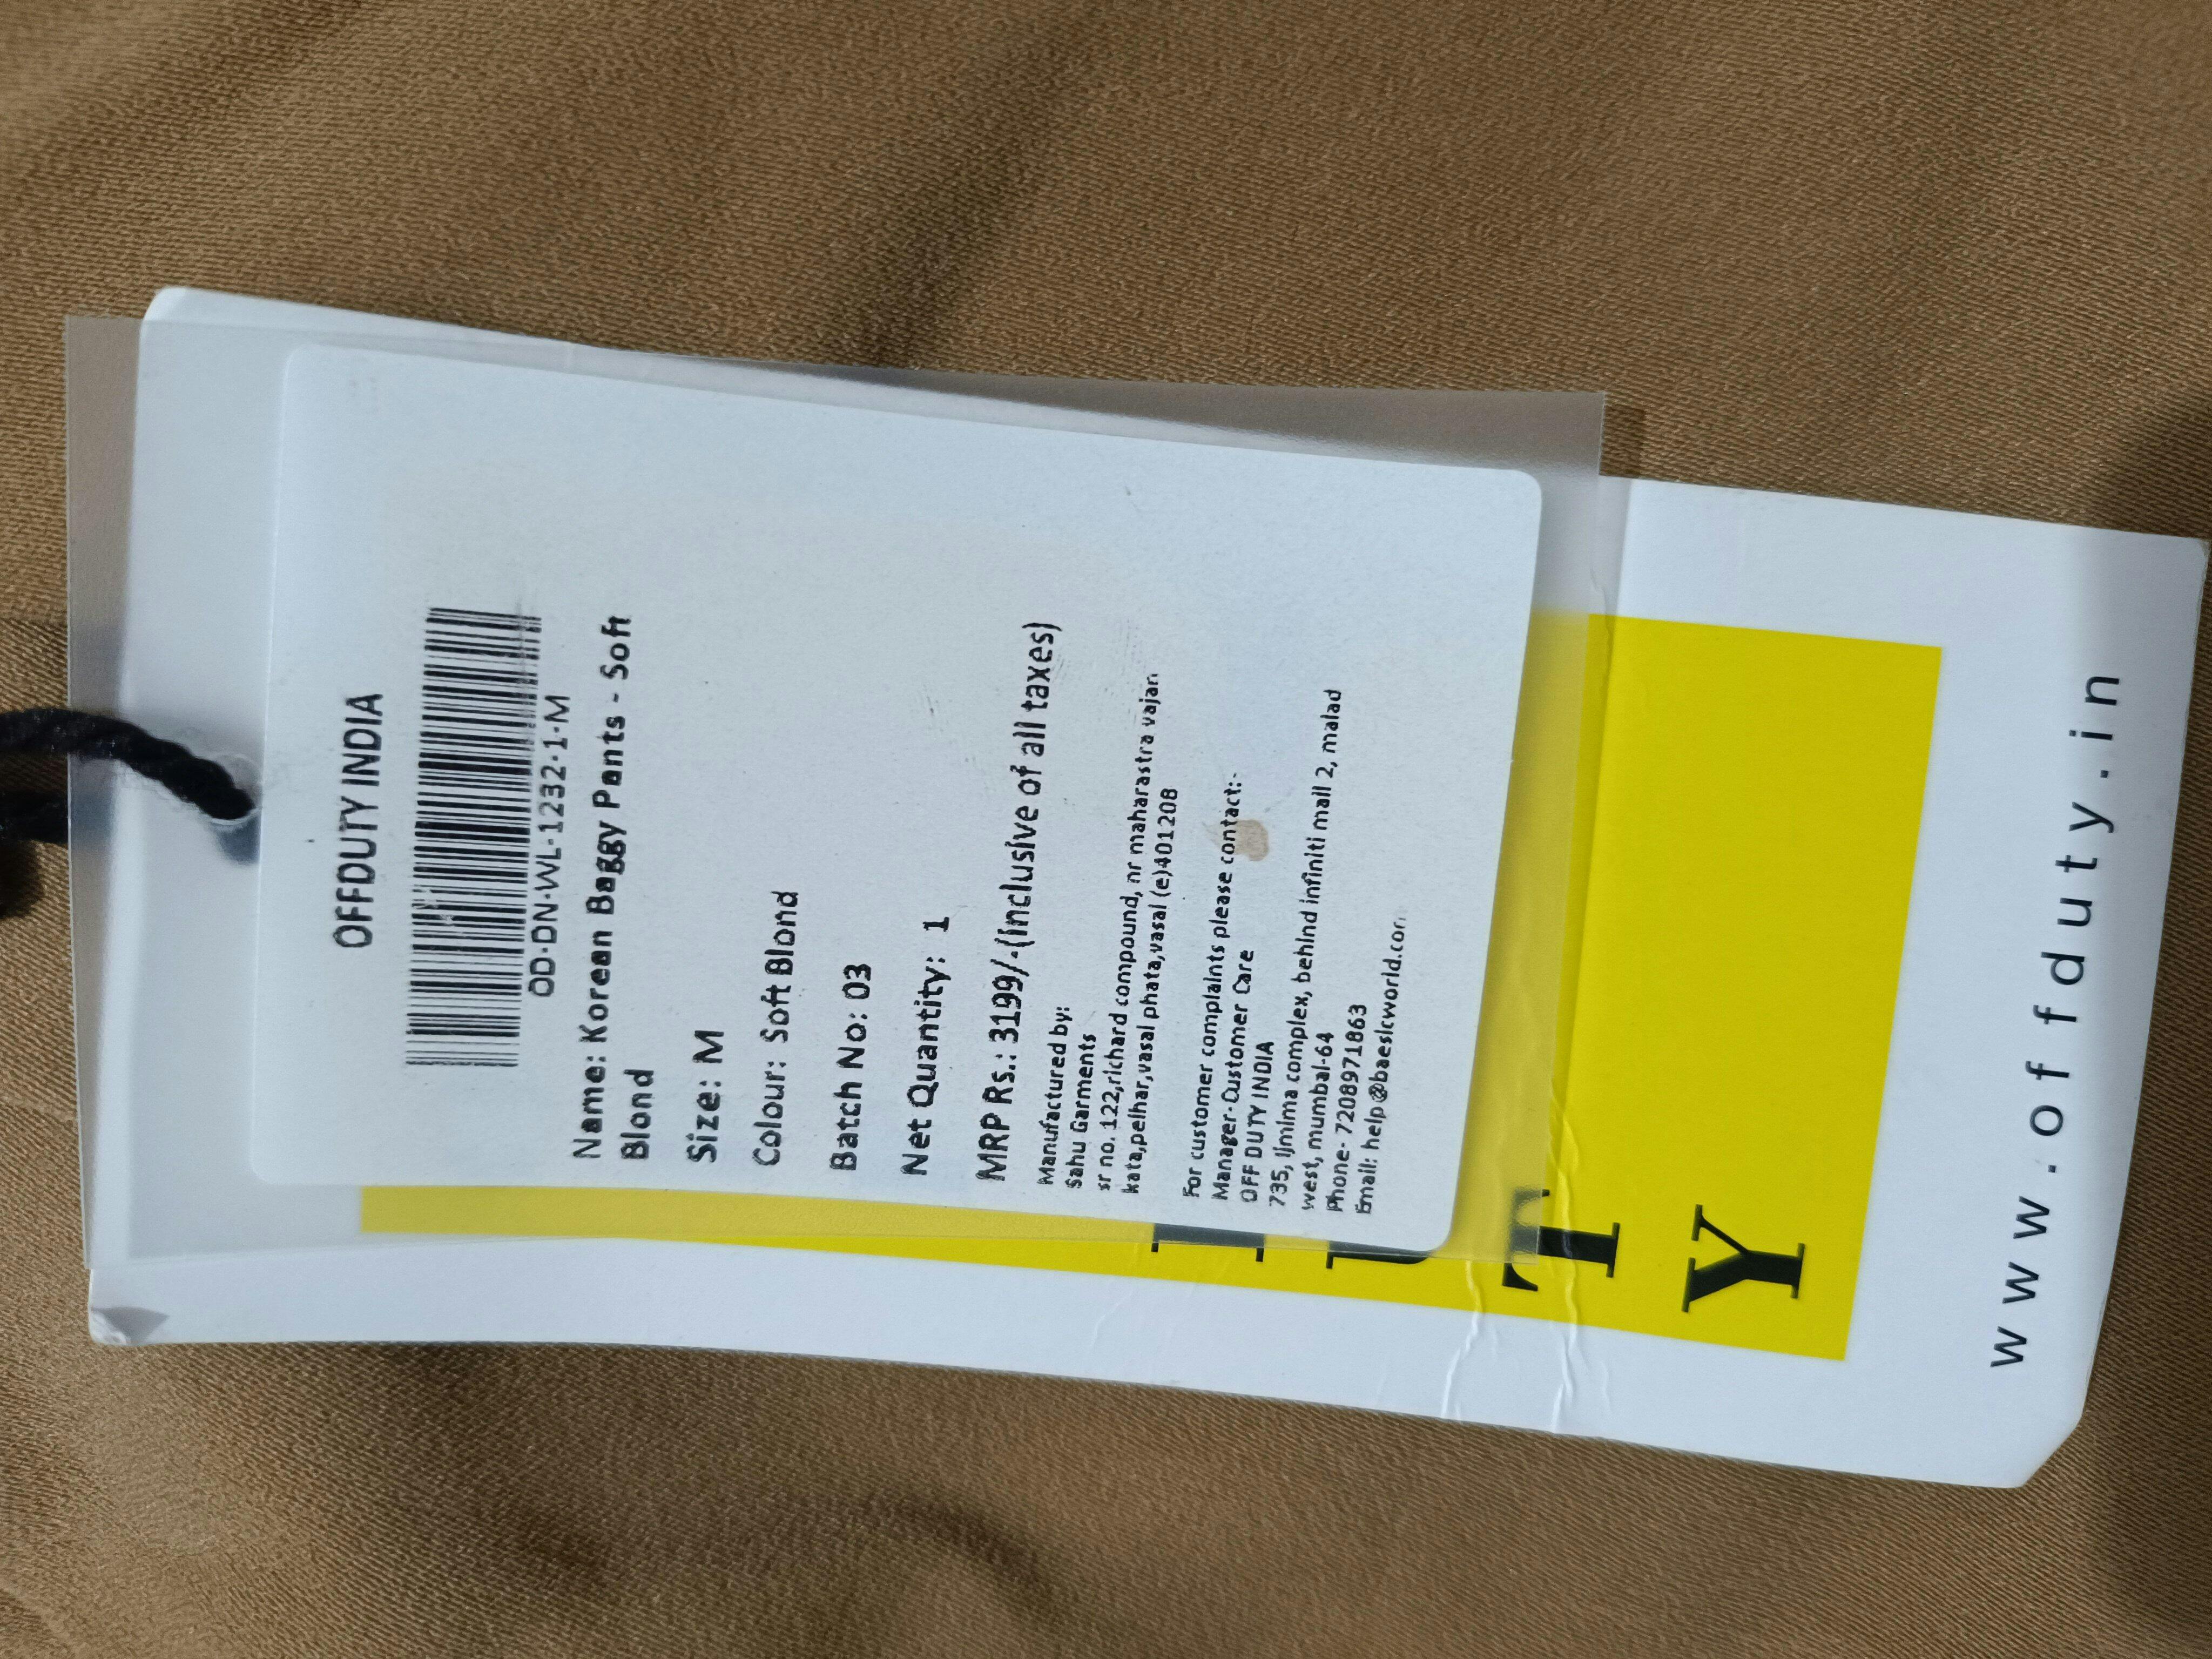 OFFDUTY INDIA
OD-DN-WL-1232-1-M
Name: Korean Baggy Pants - Soft
Blond
Size: M
Colour: Soft Blond
Batch No: 03
Net Quantity: 1
MRP Rs.: 3199/-(inclusive of all taxes)
Manufactured by:
Sahu Garments
sr no. 122,richard compound, nr maharastra vajan
kata,pelhar,vasai phata,vasai (e)401208
For customer complaints please contact:-
Manager- Customer Care
OFF DUTY INDIA
735, ijmima complex, behind infiniti mall 2, malad
west, mumbai-64
Phone- 7208971863
Email: help@baesicworld.com
T
Y
www.offduty.in